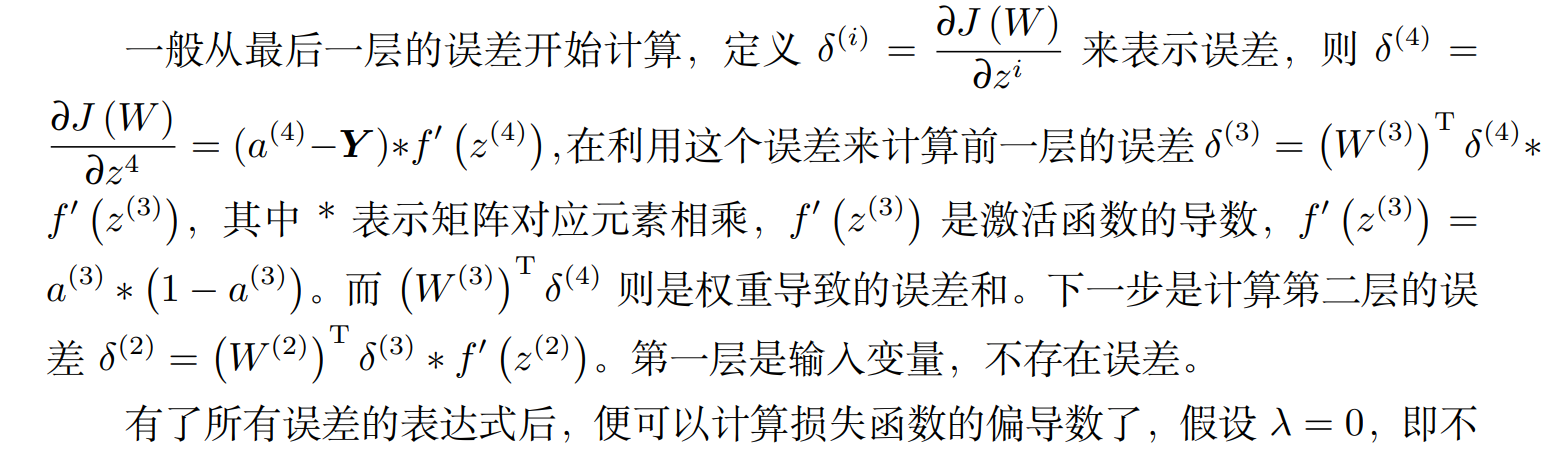 一般从最后一层的误差开始计算，定义 δ^(i) = ∂J (W) / ∂z^i 来表示误差，则 δ^(4) =
∂J (W) / ∂z^4 = (a^(4)−Y)∗f′ (z^(4)),在利用这个误差来计算前一层的误差 δ^(3) = (W^(3))^T δ^(4)∗
f′ (z^(3))，其中 * 表示矩阵对应元素相乘，f′ (z^(3)) 是激活函数的导数，f′ (z^(3)) =
a^(3) ∗ (1 − a^(3))。而 (W^(3))^T δ^(4) 则是权重导致的误差和。下一步是计算第二层的误
差 δ^(2) = (W^(2))^T δ^(3) ∗ f′ (z^(2))。第一层是输入变量，不存在误差。
有了所有误差的表达式后，便可以计算损失函数的偏导数了，假设 λ = 0，即不